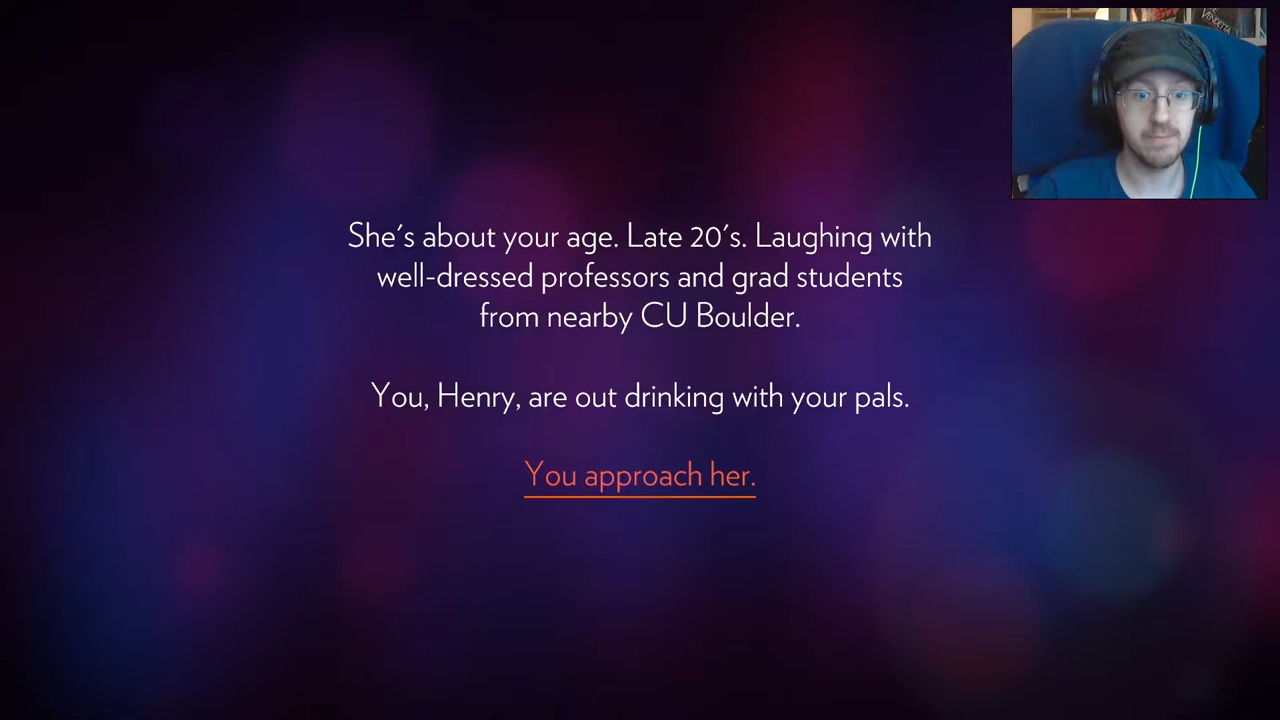 VENDETTA
She's about your age. Late 20's. Laughing with
well-dressed professors and grad students
from nearby CU Boulder.
You, Henry, are out drinking with your pals.
You approach her.